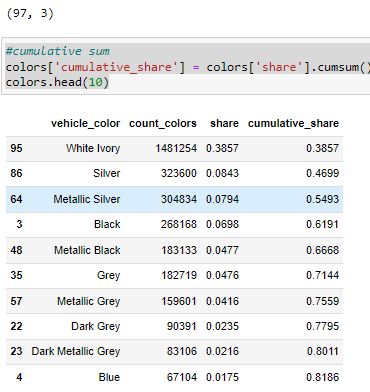 (97, 3)
#cumulative sum
colors['cumulative_share'] = colors['share'].cumsum()
colors.head(10)
vehicle_color count_colors share cumulative_share
95 White Ivory 1481254 0.3857 0.3857
86 Silver 323600 0.0843 0.4699
64 Metallic Silver 304834 0.0794 0.5493
3 Black 268168 0.0698 0.6191
48 Metallic Black 183133 0.0477 0.6668
35 Grey 182719 0.0476 0.7144
57 Metallic Grey 159601 0.0416 0.7559
22 Dark Grey 90391 0.0235 0.7795
23 Dark Metallic Grey 83106 0.0216 0.8011
4 Blue 67104 0.0175 0.8186